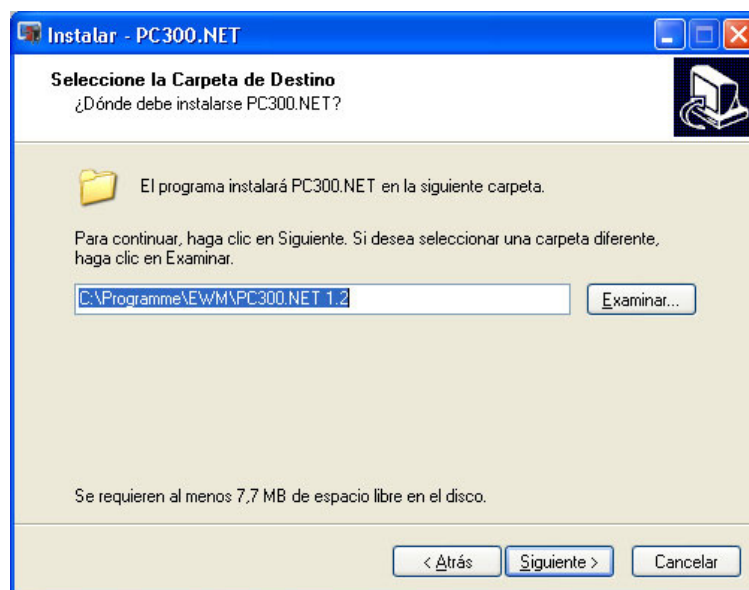 Instalar - PC300.NET
Seleccione la Carpeta de Destino
¿Dónde debe instalarse PC300.NET?
El programa instalará PC300.NET en la siguiente carpeta.
Para continuar, haga clic en Siguiente. Si desea seleccionar una carpeta diferente,
haga clic en Examinar.
C:\Programme\EWM\PC300.NET 1.2
Examinar...
Se requieren al menos 7,7 MB de espacio libre en el disco.
< Atrás
Siguiente >
Cancelar